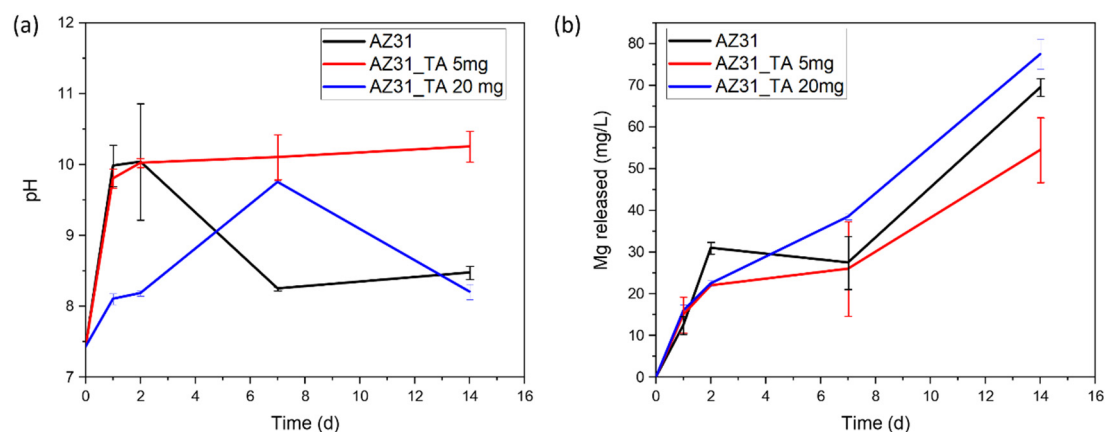 (a)
12
11
10
9
8
7
pH
AZ31
AZ31_TA 5mg
AZ31_TA 20 mg
0 2 4 6 8 10 12 14 16
Time (d)
(b)
85
80
70
60
50
40
30
20
10
0
Mg released (mg/L)
AZ31
AZ31_TA 5mg
AZ31_TA 20mg
0 2 4 6 8 10 12 14 16
Time (d)